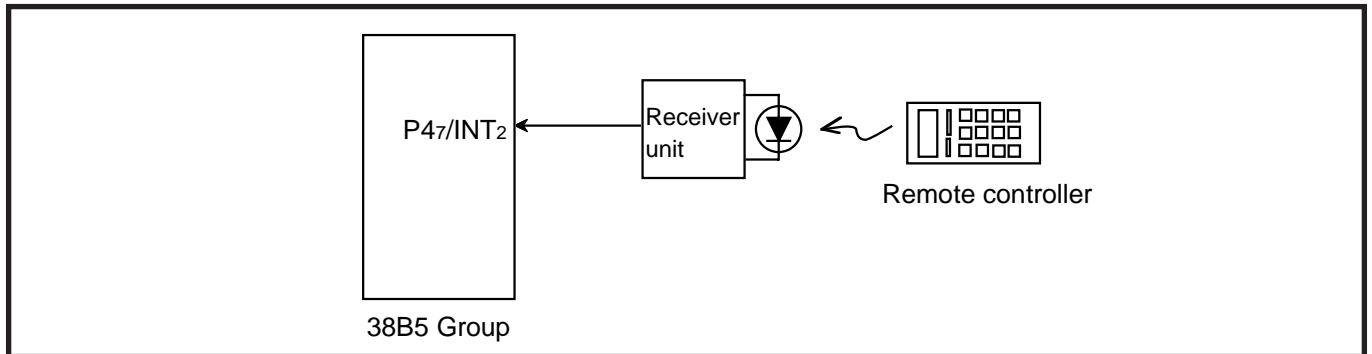 P47/INT2
Receiver
unit
Remote controller
38B5 Group